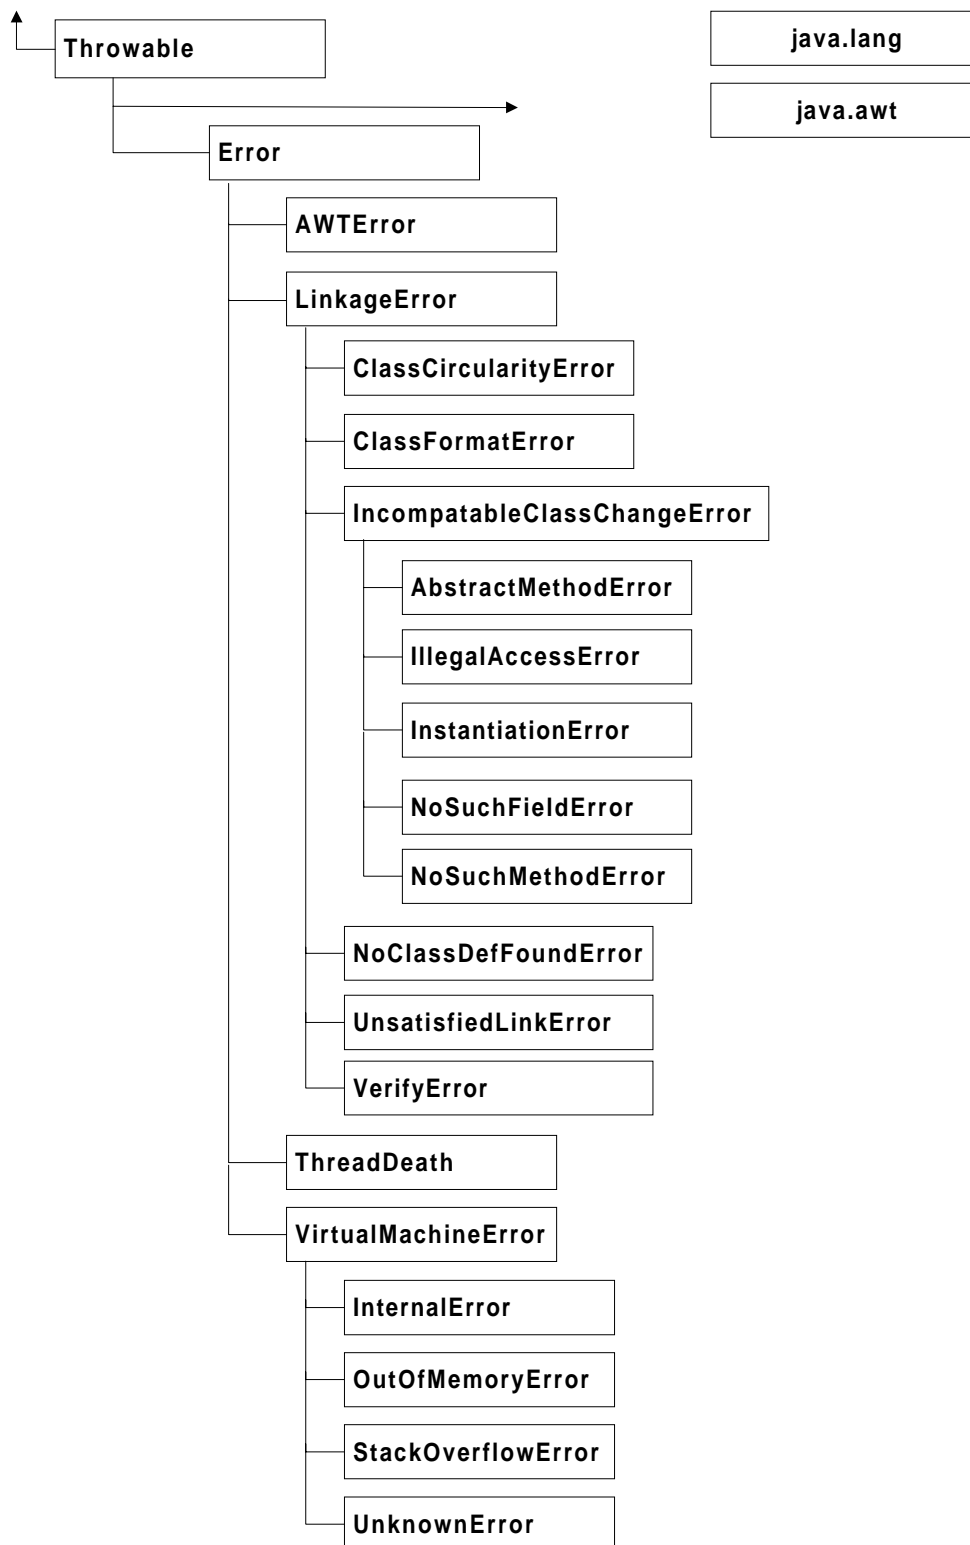 Throwable
java.lang
java.awt
Error
AWTError
LinkageError
ClassCircularityError
ClassFormatError
IncompatableClassChangeError
AbstractMethodError
IllegalAccessError
InstantiationError
NoSuchFieldError
NoSuchMethodError
NoClassDefFoundError
UnsatisfiedLinkError
VerifyError
ThreadDeath
VirtualMachineError
InternalError
OutOfMemoryError
StackOverflowError
UnknownError